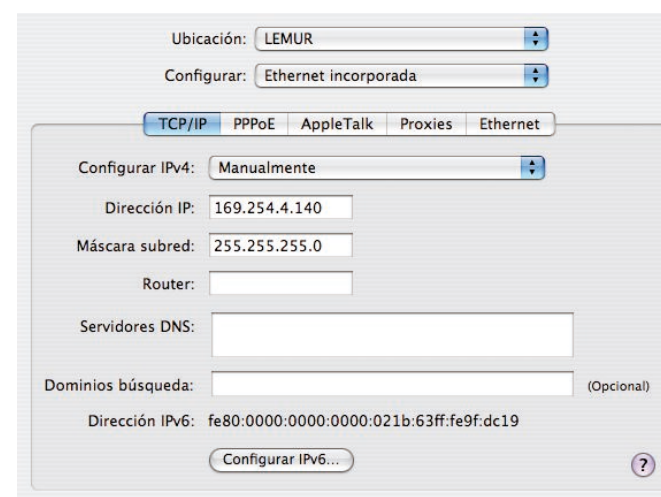 Ubicación: LEMUR
Configurar: Ethernet incorporada
TCP/IP PPPoE AppleTalk Proxies Ethernet
Configurar IPv4: Manualmente
Dirección IP: 169.254.4.140
Máscara subred: 255.255.255.0
Router:
Servidores DNS:
Dominios búsqueda: (Opcional)
Dirección IPv6: fe80:0000:0000:0000:021b:63ff:fe9f:dc19
Configurar IPv6... ?